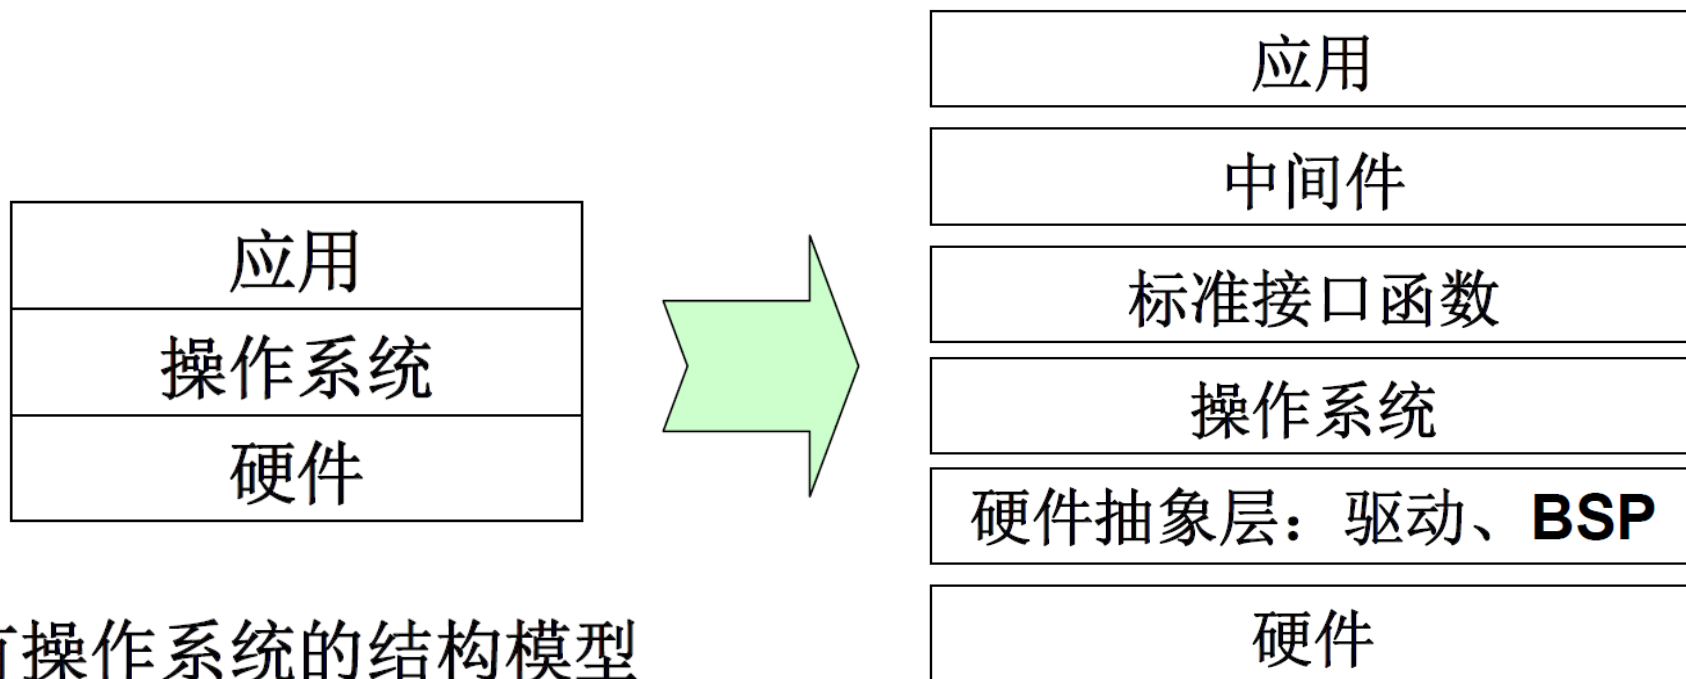 应用
操作系统
硬件
有操作系统的结构模型
应用
中间件
标准接口函数
操作系统
硬件抽象层：驱动、BSP
硬件